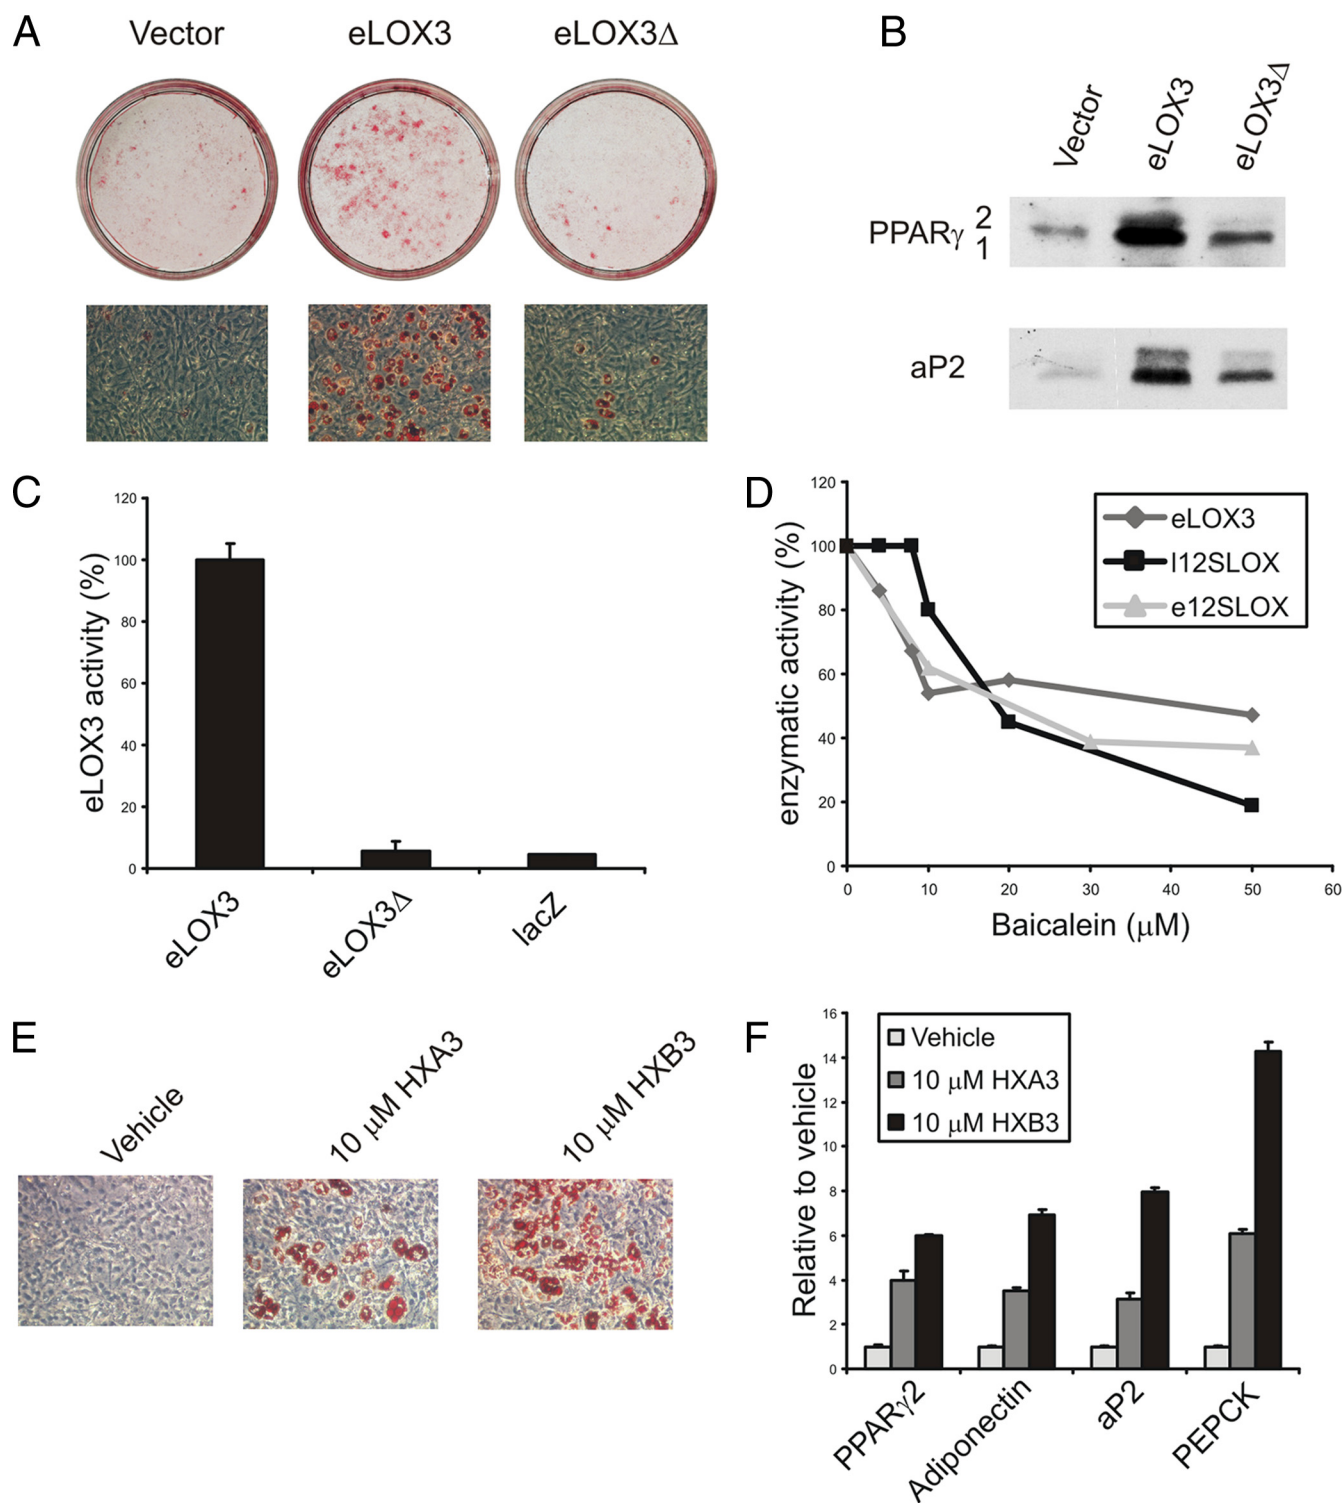 A
Vector
eLOX3
eLOX3Δ
B
Vector
eLOX3
eLOX3Δ
PPARγ 2
1
aP2
C
120
100
80
60
40
20
0
eLOX3 activity (%)
eLOX3
eLOX3Δ
lacZ
D
120
100
80
60
40
20
0
enzymatic activity (%)
eLOX3
l12SLOX
e12SLOX
0 10 20 30 40 50 60
Baicalein (μM)
E
Vehicle
10 μM HXA3
10 μM HXB3
F
16
14
12
10
8
6
4
2
0
Relative to vehicle
Vehicle
10 μM HXA3
10 μM HXB3
PPARγ2
Adiponectin
aP2
PEPCK